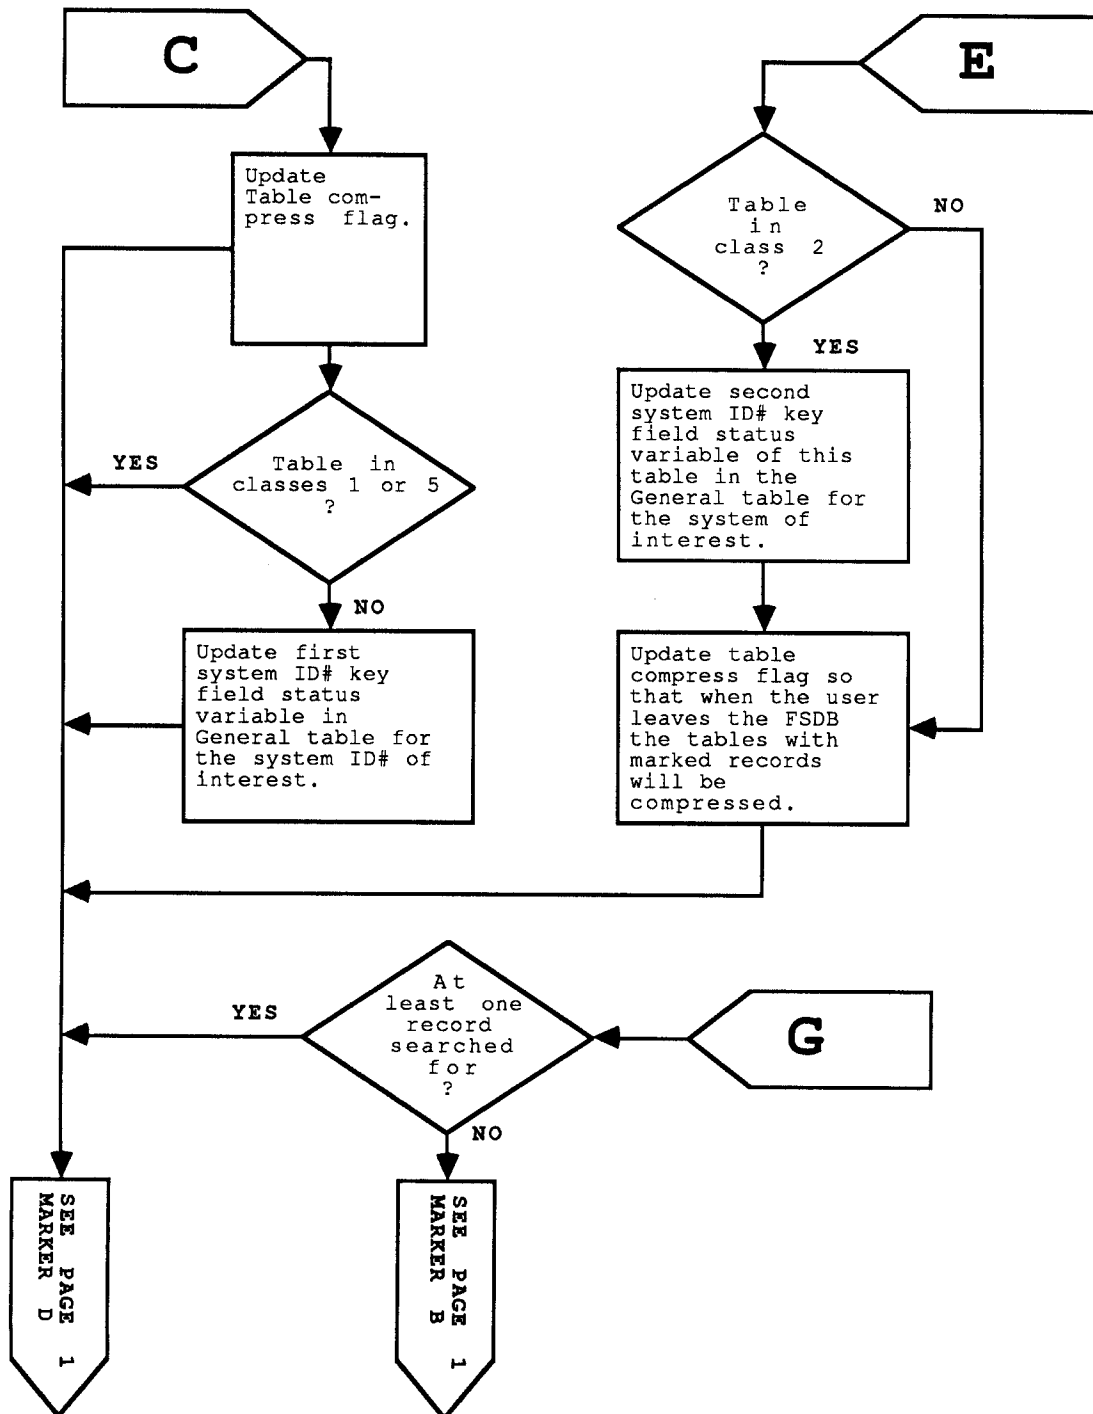 C
E
Update
Table com-
press flag.
Table
in
class 2
?
NO
YES
Update second
system ID# key
field status
variable of this
table in the
General table for
the system of
interest.
YES
Table in
classes 1 or 5
?
NO
Update first
system ID# key
field status
variable in
General table for
the system ID# of
interest.
Update table
compress flag so
that when the user
leaves the FSDB
the tables with
marked records
will be
compressed.
At
least one
record
searched
for
?
YES
G
NO
SEE PAGE 1
MARKER D
SEE PAGE 1
MARKER B